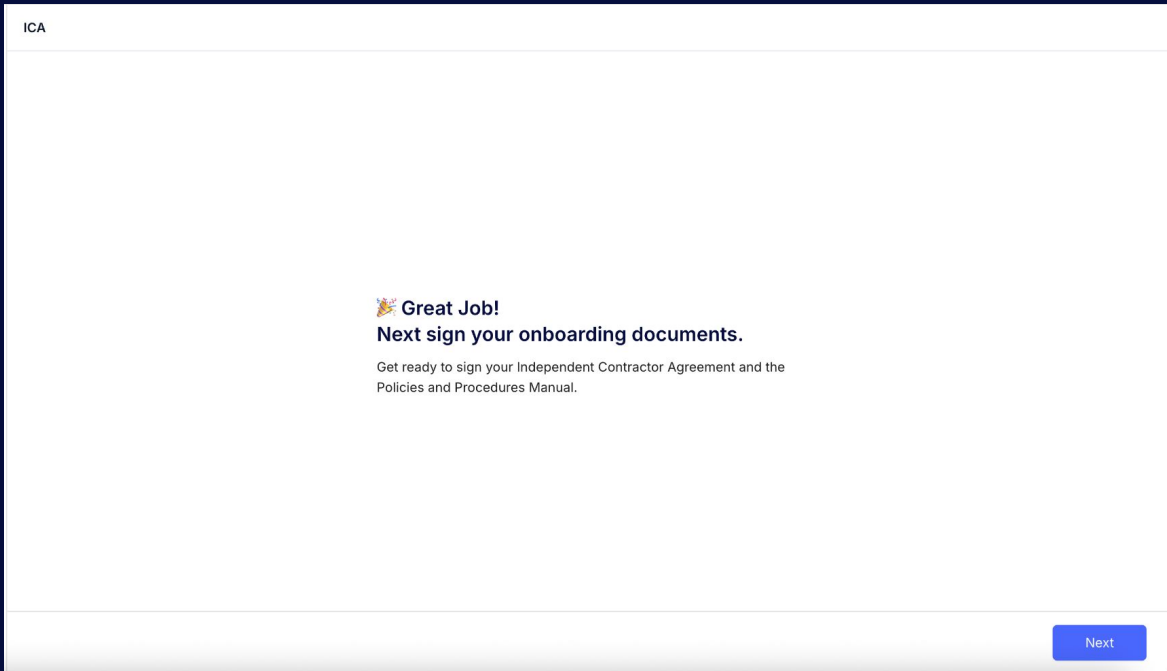 ICA
🎉 Great Job!
Next sign your onboarding documents.
Get ready to sign your Independent Contractor Agreement and the
Policies and Procedures Manual.
Next